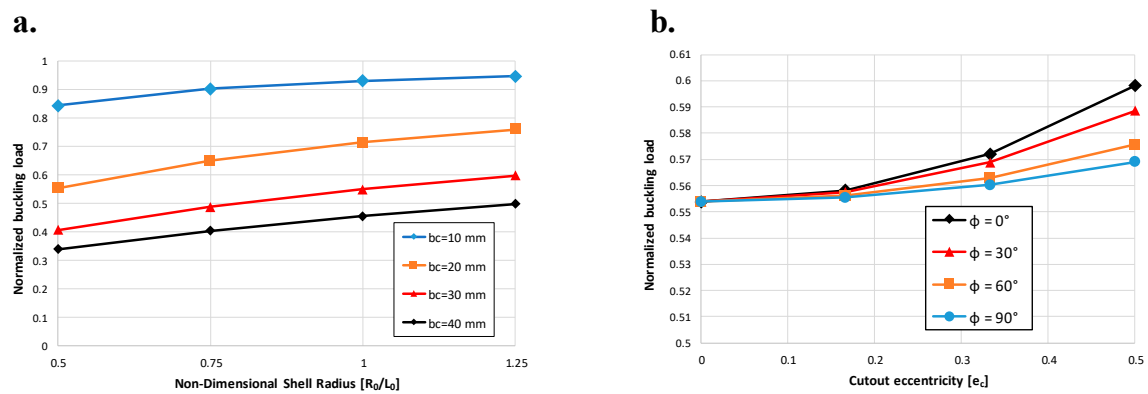 a.
Normalized buckling load
1
0.9
0.8
0.7
0.6
0.5
0.4
0.3
0.2
0.1
0
0.5 0.75 1 1.25
Non-Dimensional Shell Radius [R₀/L₀]
bc=10 mm
bc=20 mm
bc=30 mm
bc=40 mm
b.
Normalized buckling load
0.61
0.6
0.59
0.58
0.57
0.56
0.55
0.54
0.53
0.52
0.51
0.5
0 0.1 0.2 0.3 0.4 0.5
Cutout eccentricity [e꜀]
ϕ = 0°
ϕ = 30°
ϕ = 60°
ϕ = 90°